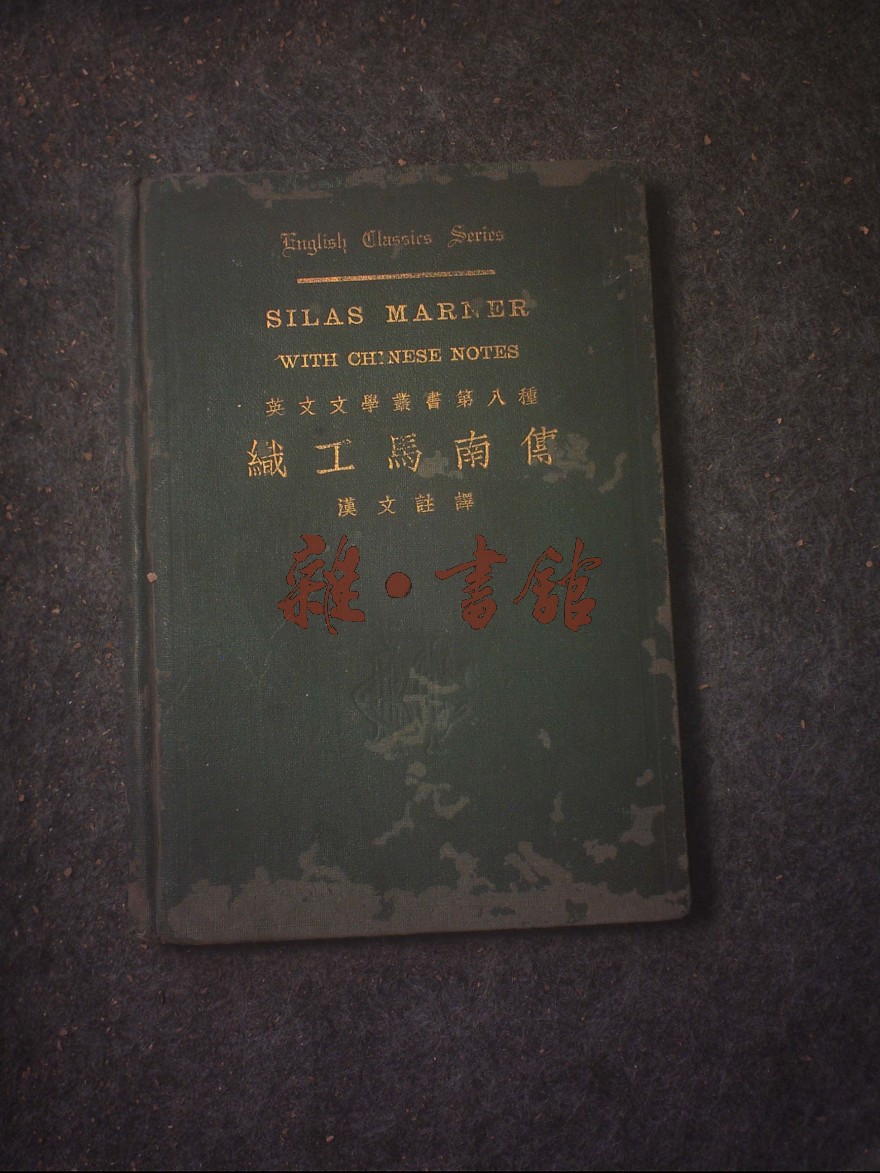 English Classics Series
SILAS MARNER
WITH CHINESE NOTES
英文文學叢書第八種
織工馬南傳
漢文註譯
雜·書館